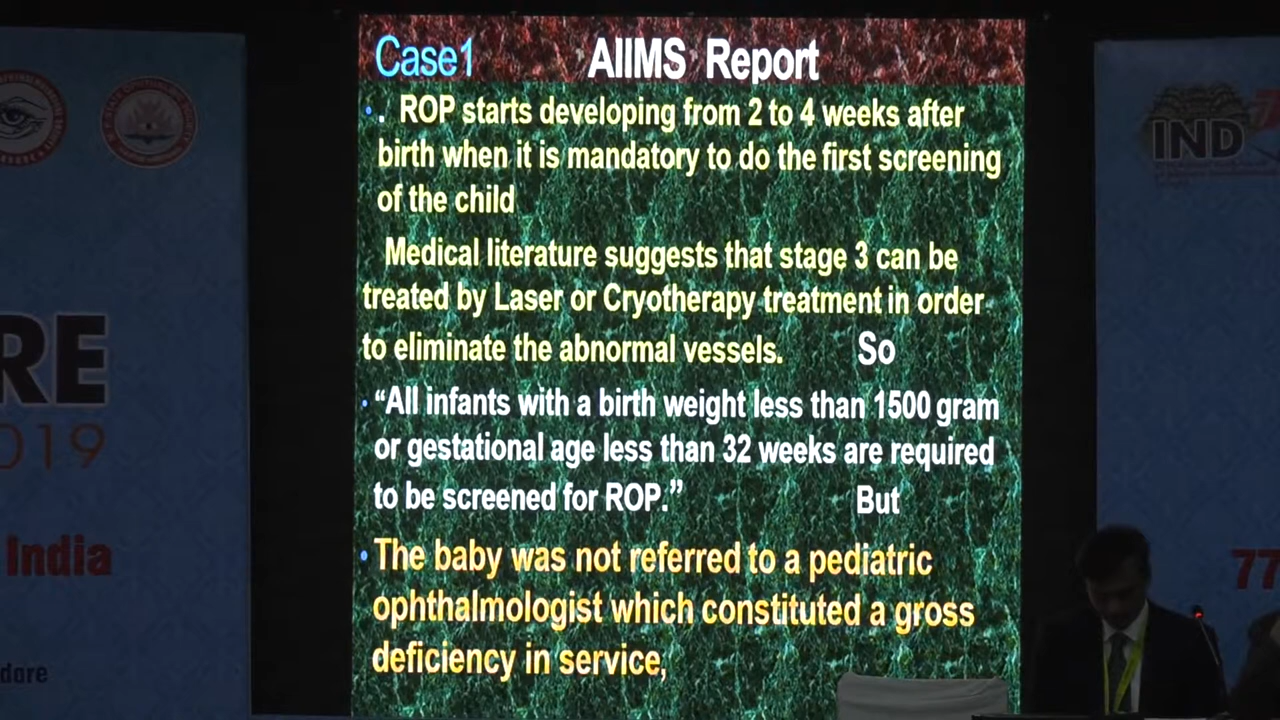 Case1 AIIMS Report
. ROP starts developing from 2 to 4 weeks after
birth when it is mandatory to do the first screening
of the child
Medical literature suggests that stage 3 can be
treated by Laser or Cryotherapy treatment in order
to eliminate the abnormal vessels. So
"All infants with a birth weight less than 1500 gram
or gestational age less than 32 weeks are required
to be screened for ROP." But
• The baby was not referred to a pediatric
ophthalmologist which constituted a gross
deficiency in service,
RE
019
India
dore
IND
77